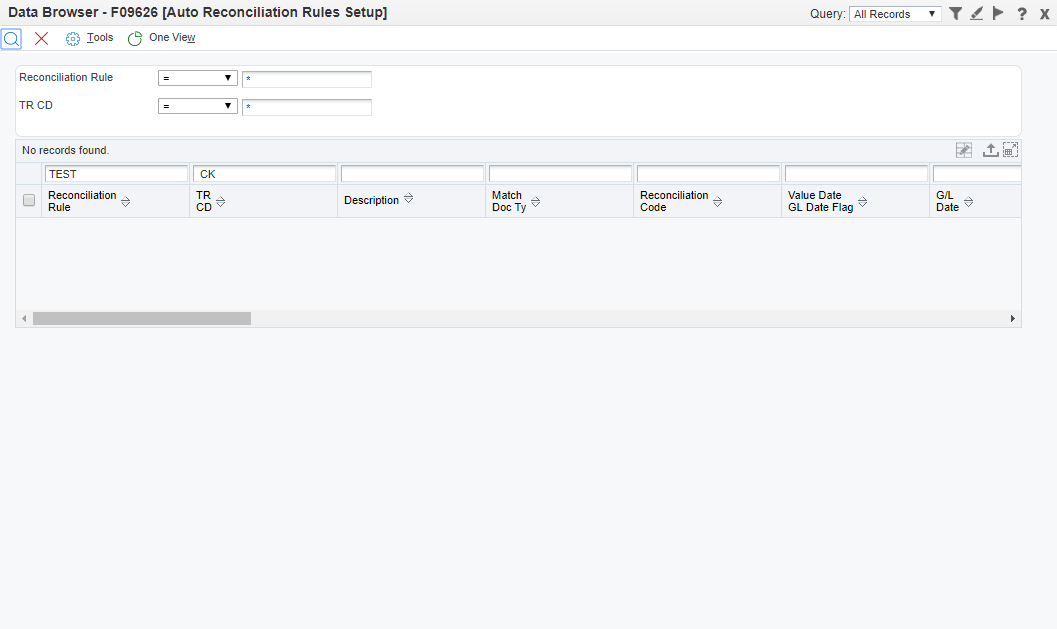 Data Browser - F09626 [Auto Reconciliation Rules Setup]
Query: All Records ▼ ? X
Tools One View
Reconciliation Rule = ▼ *
TR CD = ▼ *
No records found.
TEST CK
Reconciliation Rule
TR CD
Description
Match Doc Ty
Reconciliation Code
Value Date GL Date Flag
G/L Date